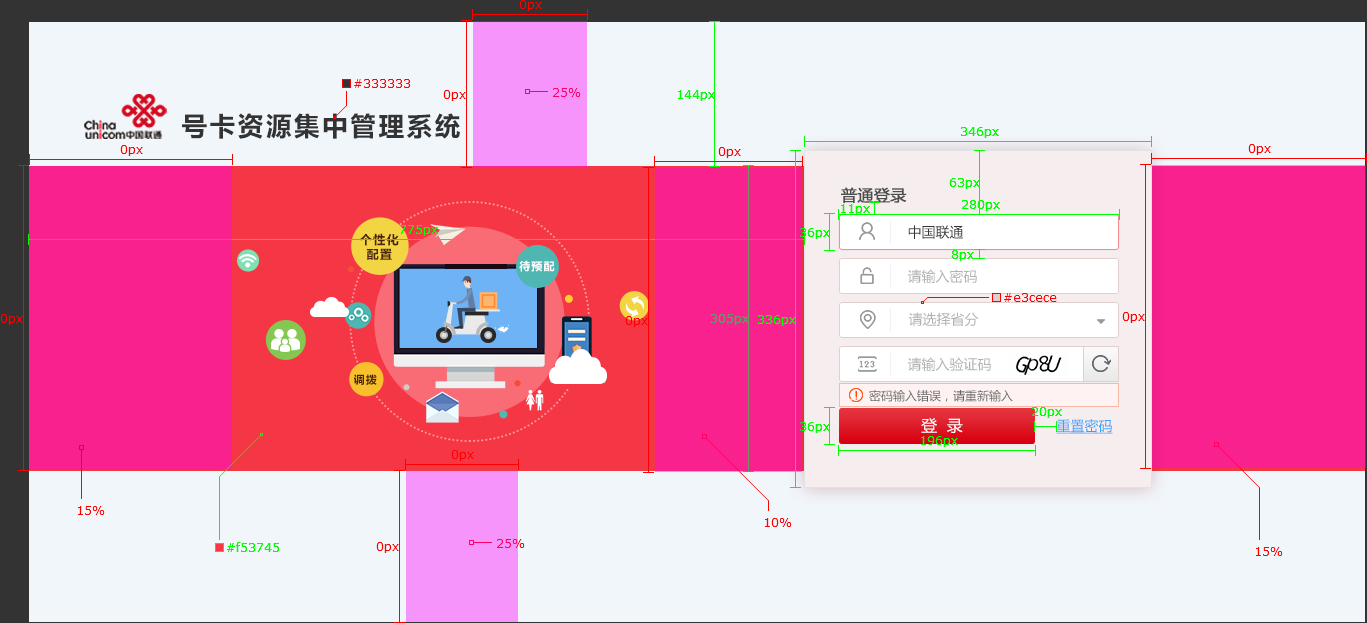 0px
#333333
0px
25%
144px
China
unicom中国联通
号卡资源集中管理系统
0px
0px
346px
0px
63px
普通登录
280px
11px
36px
中国联通
8px
请输入密码
#e3cece
请选择省分
123
请输入验证码
Gp8U
密码输入错误，请重新输入
36px
登 录
20px
重置密码
196px
775px
个性化
配置
待预配
调拨
0px
0px
305px
336px
0px
0px
15%
#f53745
0px
25%
10%
15%